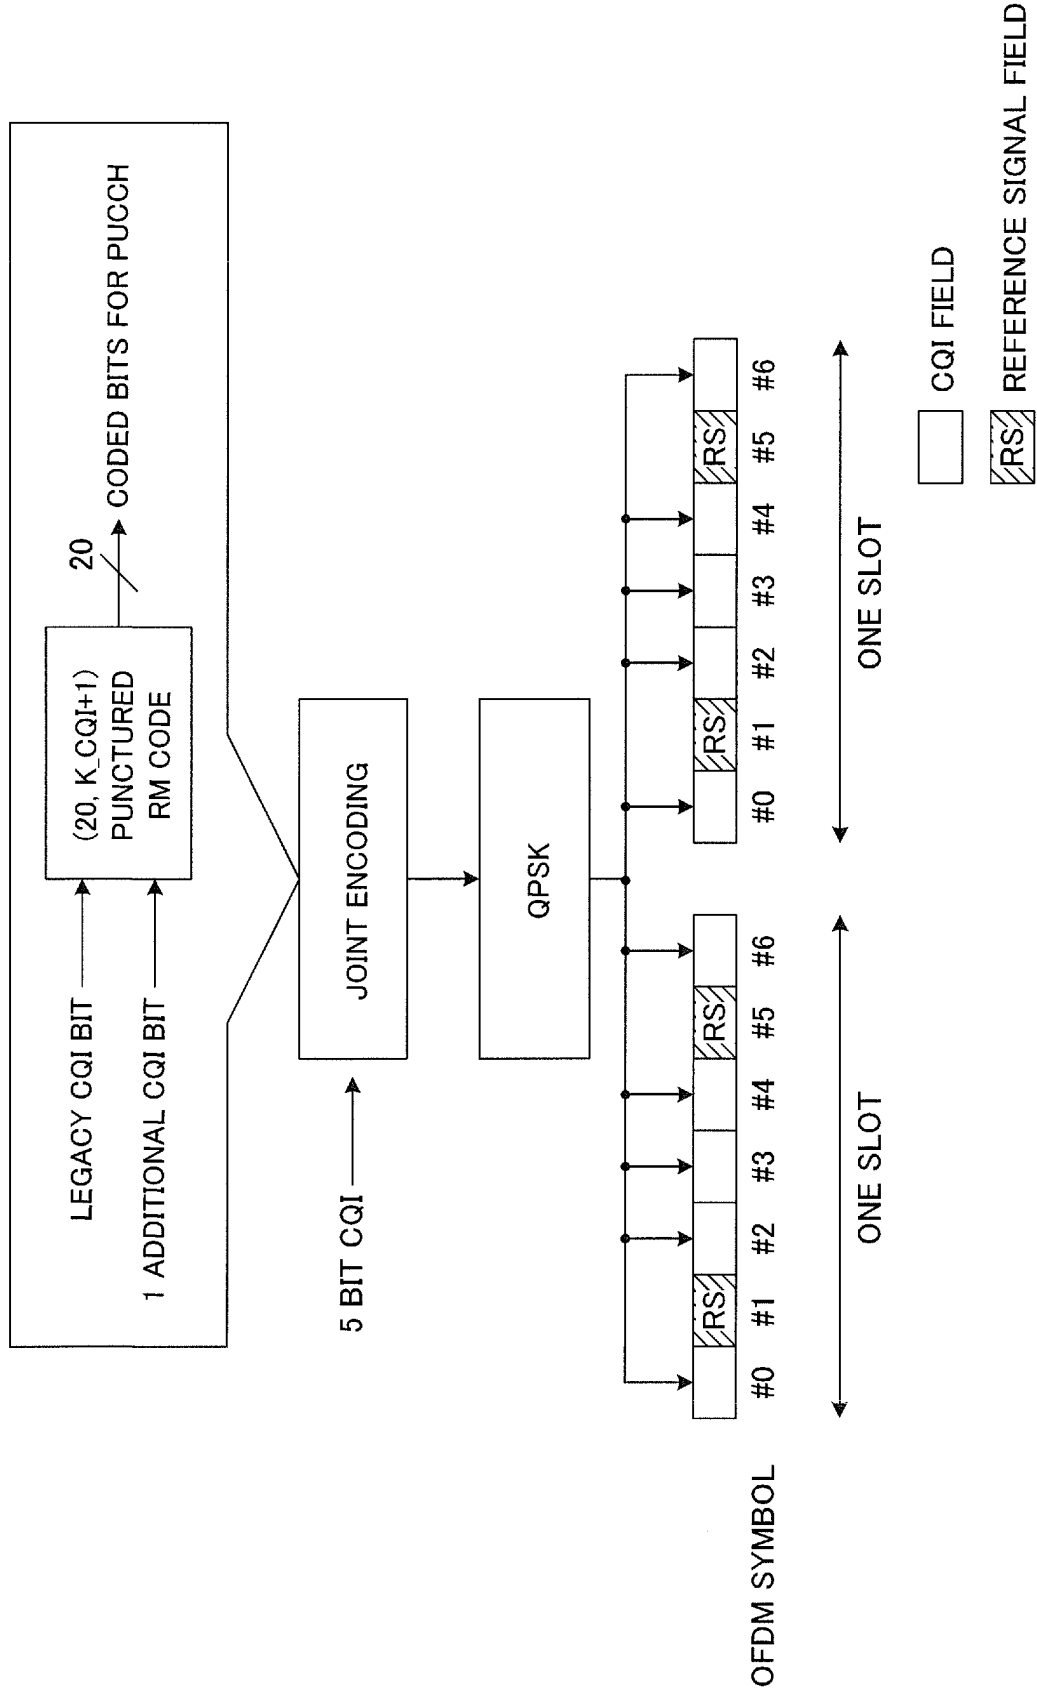 LEGACY CQI BIT
1 ADDITIONAL CQI BIT
(20, K_CQI+1)
PUNCTURED
RM CODE
20
CODED BITS FOR PUCCH
5 BIT CQI
JOINT ENCODING
QPSK
RS RS RS RS
OFDM SYMBOL #0 #1 #2 #3 #4 #5 #6 #0 #1 #2 #3 #4 #5 #6
ONE SLOT ONE SLOT
CQI FIELD
RS REFERENCE SIGNAL FIELD